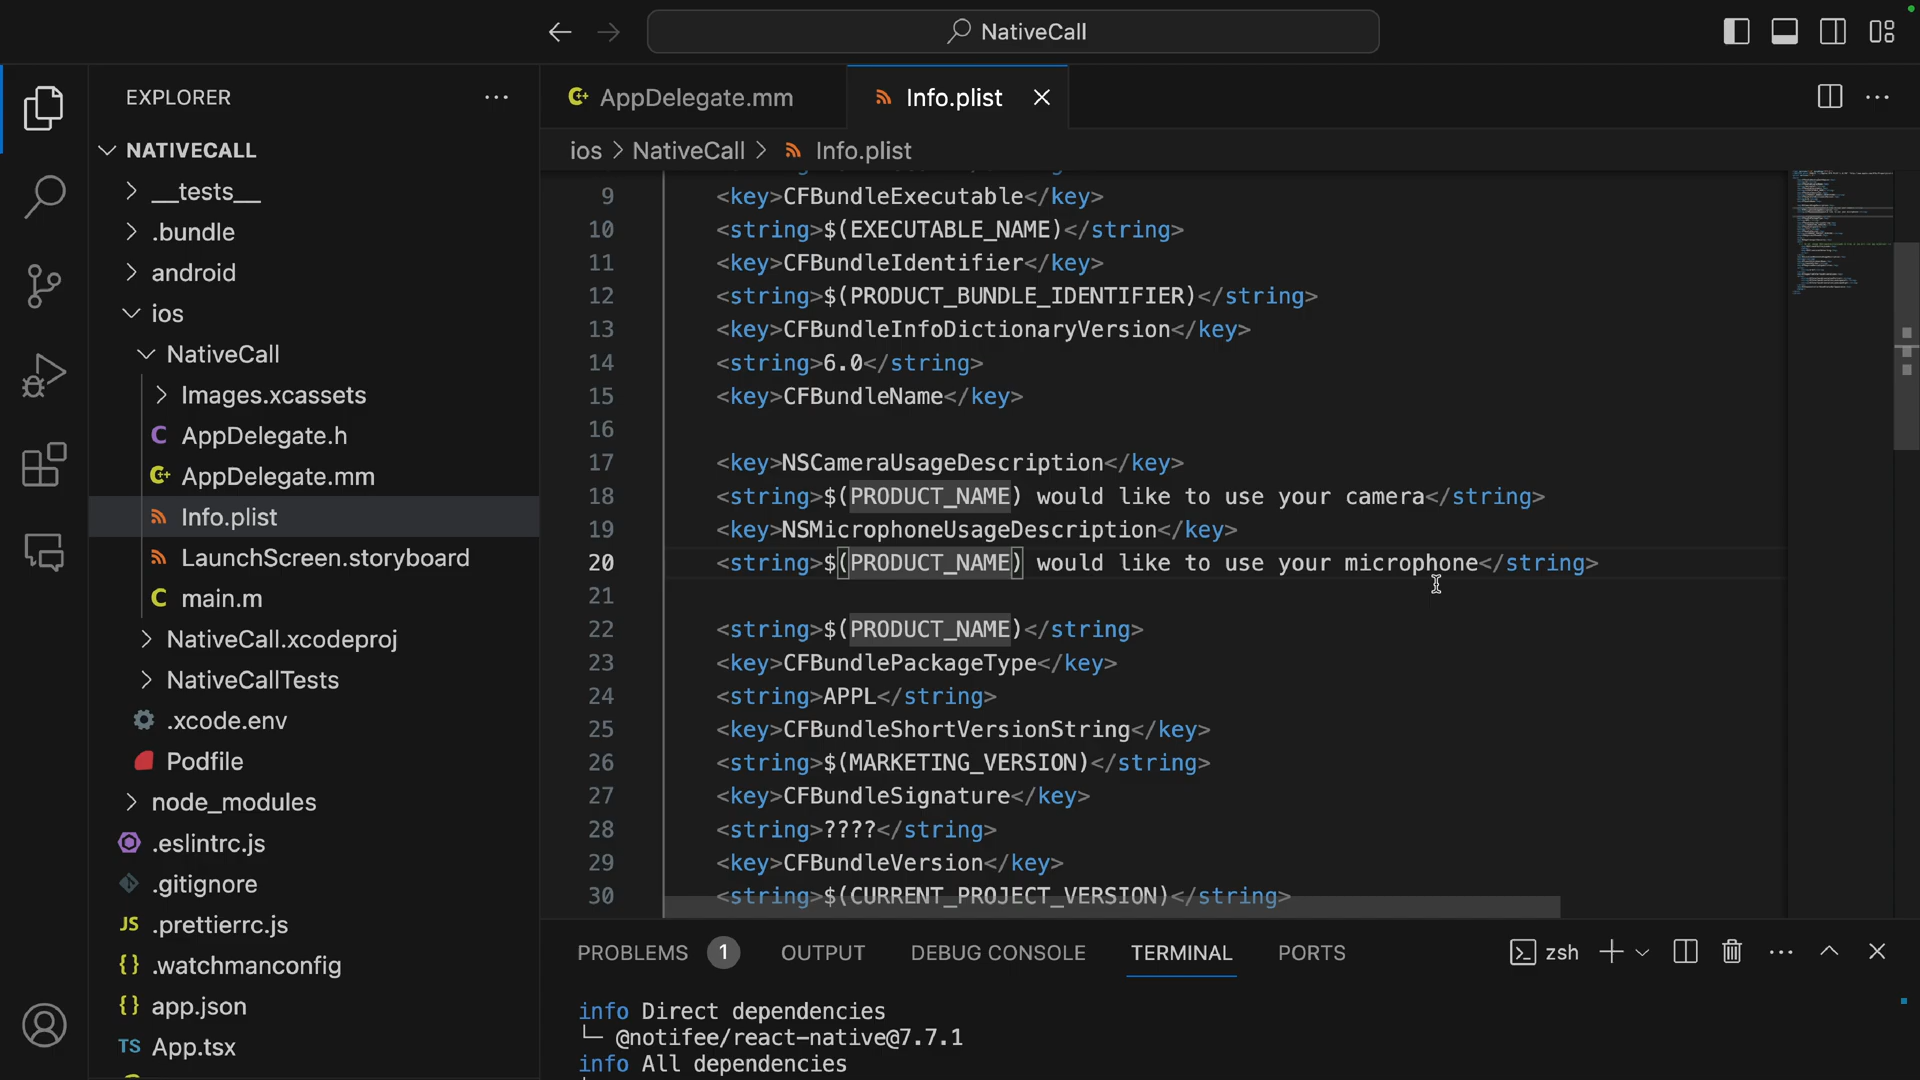 NativeCall
EXPLORER
NATIVECALL
__tests__
.bundle
android
ios
NativeCall
Images.xcassets
AppDelegate.h
AppDelegate.mm
Info.plist
LaunchScreen.storyboard
main.m
NativeCall.xcodeproj
NativeCallTests
.xcode.env
Podfile
node_modules
.eslintrc.js
.gitignore
JS .prettierrc.js
{} .watchmanconfig
{} app.json
TS App.tsx
AppDelegate.mm
Info.plist
ios > NativeCall > Info.plist
9 <key>CFBundleExecutable</key>
10 <string>$(EXECUTABLE_NAME)</string>
11 <key>CFBundleIdentifier</key>
12 <string>$(PRODUCT_BUNDLE_IDENTIFIER)</string>
13 <key>CFBundleInfoDictionaryVersion</key>
14 <string>6.0</string>
15 <key>CFBundleName</key>
16
17 <key>NSCameraUsageDescription</key>
18 <string>$(PRODUCT_NAME) would like to use your camera</string>
19 <key>NSMicrophoneUsageDescription</key>
20 <string>$(PRODUCT_NAME) would like to use your microphone</string>
21
22 <string>$(PRODUCT_NAME)</string>
23 <key>CFBundlePackageType</key>
24 <string>APPL</string>
25 <key>CFBundleShortVersionString</key>
26 <string>$(MARKETING_VERSION)</string>
27 <key>CFBundleSignature</key>
28 <string>????</string>
29 <key>CFBundleVersion</key>
30 <string>$(CURRENT_PROJECT_VERSION)</string>
PROBLEMS 1 OUTPUT DEBUG CONSOLE TERMINAL PORTS zsh
info Direct dependencies
└─ @notifee/react-native@7.7.1
info All dependencies